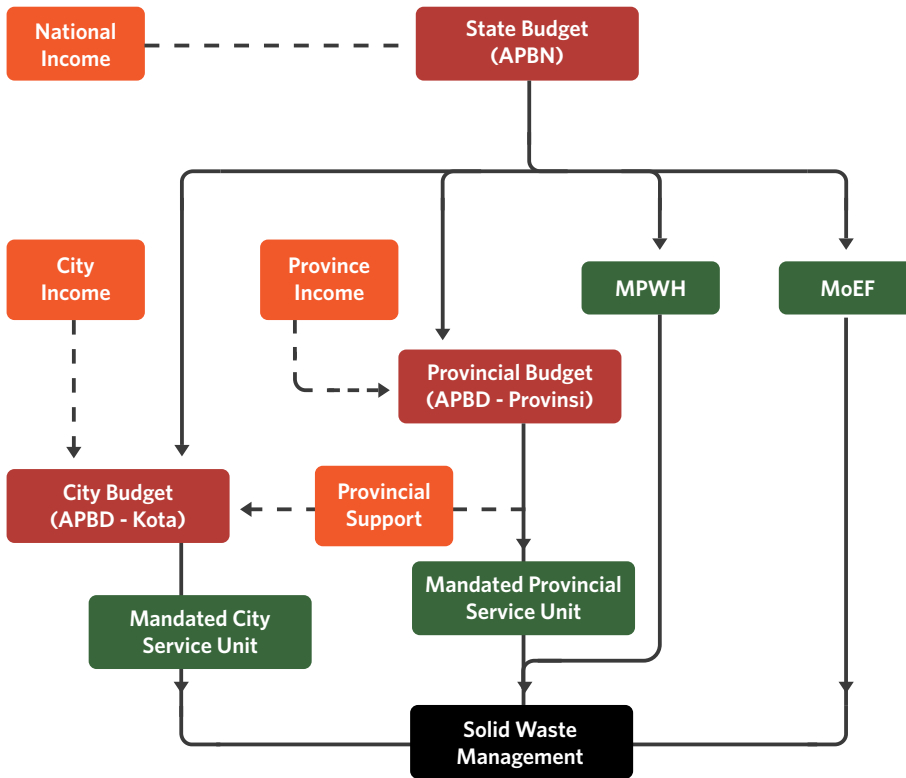 National
Income
State Budget
(APBN)
City
Income
Province
Income
MPWH
MoEF
Provincial Budget
(APBD - Provinsi)
City Budget
(APBD - Kota)
Provincial
Support
Mandated Provincial
Service Unit
Mandated City
Service Unit
Solid Waste
Management